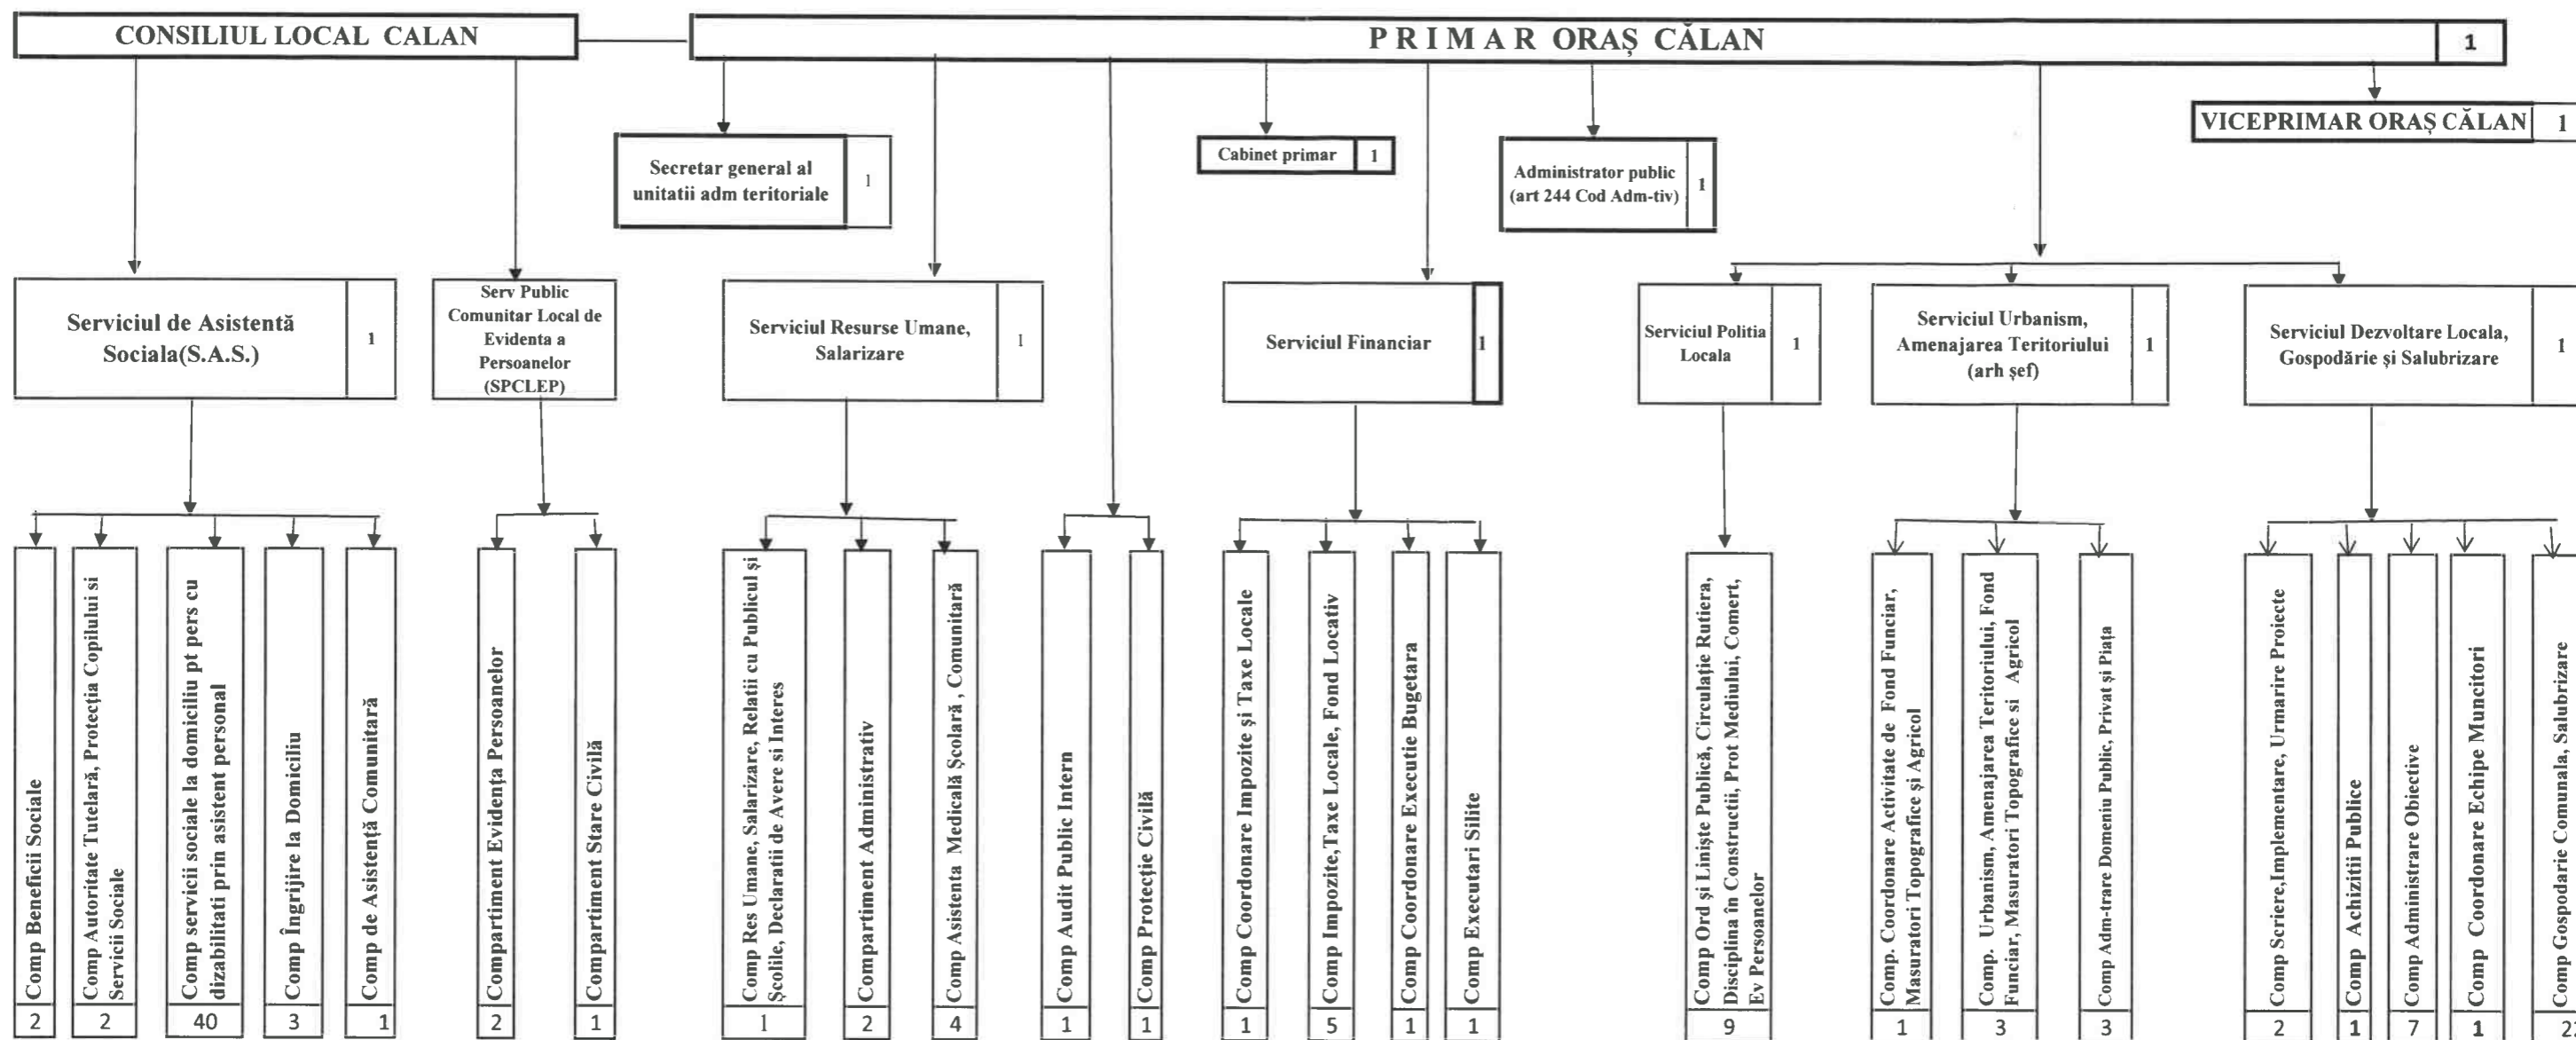 CONSILIUL LOCAL CALAN
P R I M A R ORAȘ CĂLAN
1
VICEPRIMAR ORAȘ CĂLAN
1
Secretar general al
unitatii adm teritoriale
1
Cabinet primar
1
Administrator public
(art 244 Cod Adm-tiv)
1
Serviciul de Asistentă
Sociala(S.A.S.)
1
Serv Public
Comunitar Local de
Evidenta a
Persoanelor
(SPCLEP)
Serviciul Resurse Umane,
Salarizare
1
Serviciul Financiar
1
Serviciul Politia
Locala
1
Serviciul Urbanism,
Amenajarea Teritoriului
(arh șef)
1
Serviciul Dezvoltare Locala,
Gospodărie și Salubrizare
1
Comp Beneficii Sociale
2
Comp Autoritate Tutelară, Protecția Copilului si
Servicii Sociale
2
Comp servicii sociale la domiciliu pt pers cu
dizabilitati prin asistent personal
40
Comp Îngrijire la Domiciliu
3
Comp de Asistență Comunitară
1
Compartiment Evidența Persoanelor
2
Compartiment Stare Civilă
1
Comp Res Umane, Salarizare, Relatii cu Publicul și
Școlile, Declaratii de Avere si Interes
1
Compartiment Administrativ
2
Comp Asistenta Medicală Școlară , Comunitară
4
Comp Audit Public Intern
1
Comp Protecție Civilă
1
Comp Coordonare Impozite și Taxe Locale
1
Comp Impozite,Taxe Locale, Fond Locativ
5
Comp Coordonare Executie Bugetara
1
Comp Executari Silite
1
Comp Ord și Liniște Publică, Circulație Rutiera,
Disciplina în Constructii, Prot Mediului, Comert,
Ev Persoanelor
9
Comp. Coordonare Activitate de Fond Funciar,
Masuratori Topografice și Agricol
1
Comp. Urbanism, Amenajarea Teritoriului, Fond
Funciar, Masuratori Topografice si Agricol
3
Comp Adm-trare Domeniu Public, Privat și Piața
3
Comp Scriere,Implementare, Urmarire Proiecte
2
Comp Achizitii Publice
1
Comp Administrare Obiective
7
Comp Coordonare Echipe Muncitori
1
Comp Gospodarie Comunala, Salubrizare